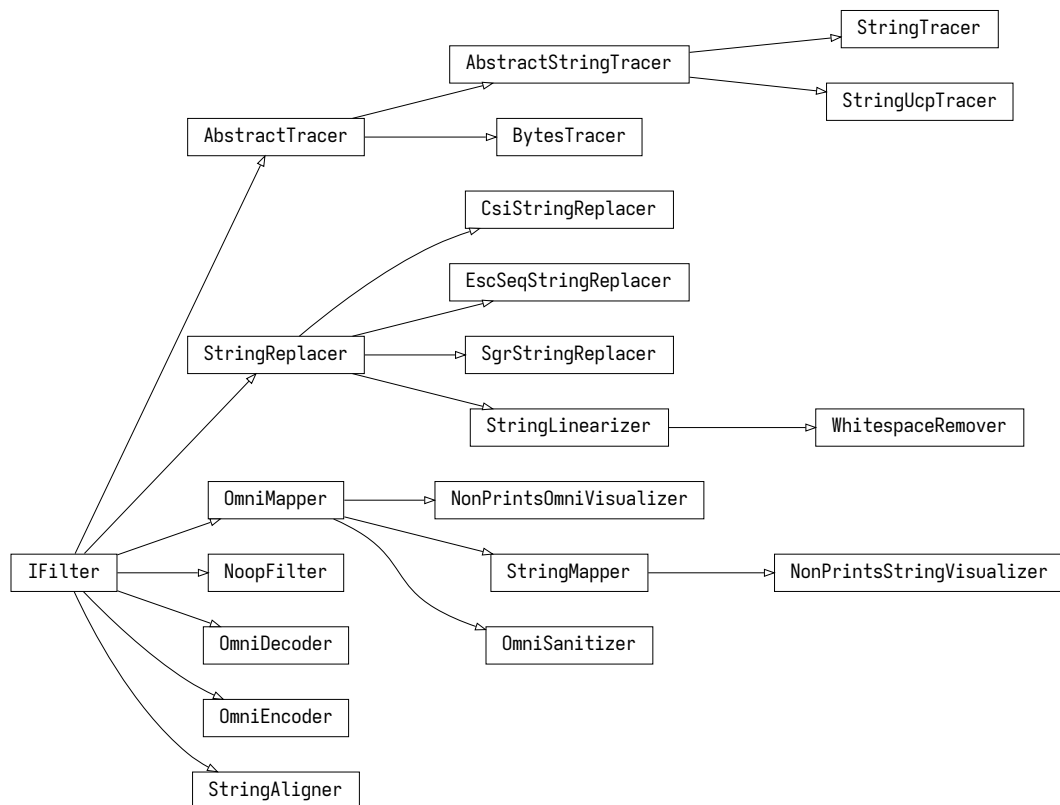 StringTracer
AbstractStringTracer
StringUcpTracer
AbstractTracer
BytesTracer
CsiStringReplacer
EscSeqStringReplacer
StringReplacer
SgrStringReplacer
StringLinearizer
WhitespaceRemover
OmniMapper
NonPrintsOmniVisualizer
IFilter
NoopFilter
StringMapper
NonPrintsStringVisualizer
OmniDecoder
OmniSanitizer
OmniEncoder
StringAligner